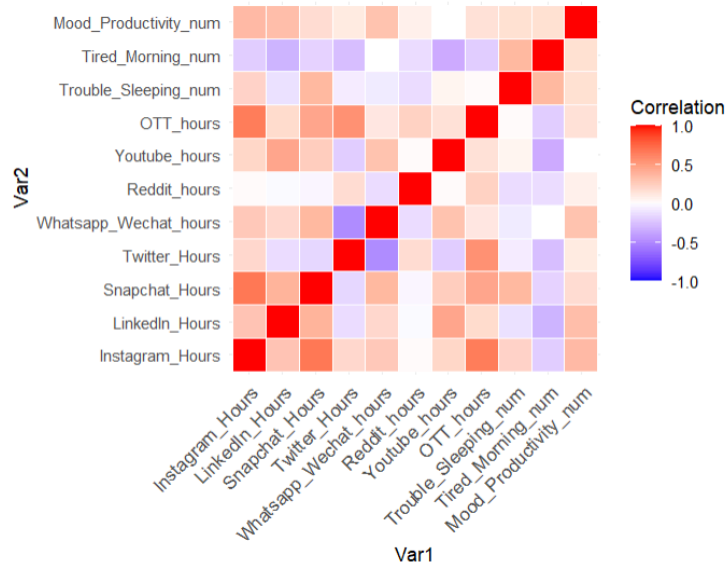 Mood_Productivity_num
Tired_Morning_num
Trouble_Sleeping_num
OTT_hours
Youtube_hours
Reddit_hours
Whatsapp_Wechat_hours
Twitter_Hours
Snapchat_Hours
LinkedIn_Hours
Instagram_Hours
Var2
Correlation
1.0
0.5
0.0
-0.5
-1.0
Instagram_Hours
LinkedIn_Hours
Snapchat_Hours
Twitter_Hours
Whatsapp_Wechat_hours
Reddit_hours
Youtube_hours
OTT_hours
Trouble_Sleeping_num
Tired_Morning_num
Mood_Productivity_num
Var1